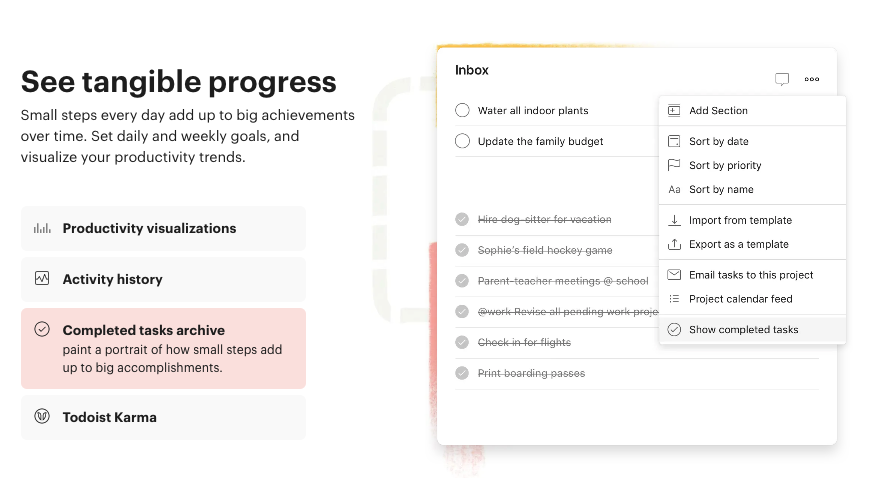 See tangible progress
Small steps every day add up to big achievements
over time. Set daily and weekly goals, and
visualize your productivity trends.
Productivity visualizations
Activity history
Completed tasks archive
paint a portrait of how small steps add
up to big accomplishments.
Todoist Karma
Inbox
Water all indoor plants
Update the family budget
Hire dog-sitter for vacation
Sophie's field hockey game
Parent-teacher meetings @ school
@work Revise all pending work proje
Check in for flights
Print boarding passes
Add Section
Sort by date
Sort by priority
Aa Sort by name
Import from template
Export as a template
Email tasks to this project
Project calendar feed
Show completed tasks